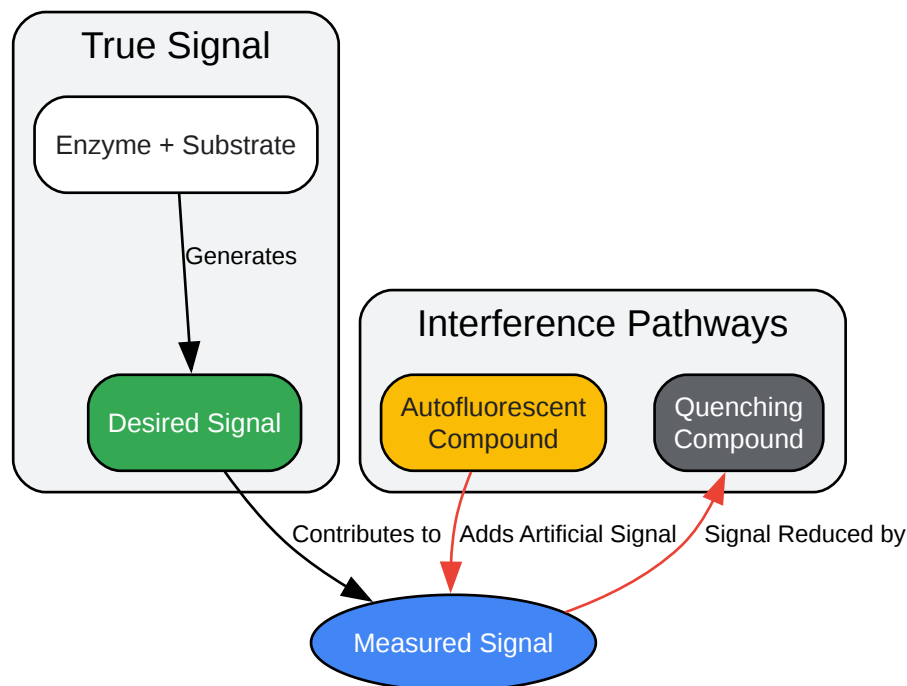 True Signal
Enzyme + Substrate
Generates
Desired Signal
Interference Pathways
Autofluorescent
Compound
Quenching
Compound
Contributes to
Adds Artificial Signal
Signal Reduced by
Measured Signal